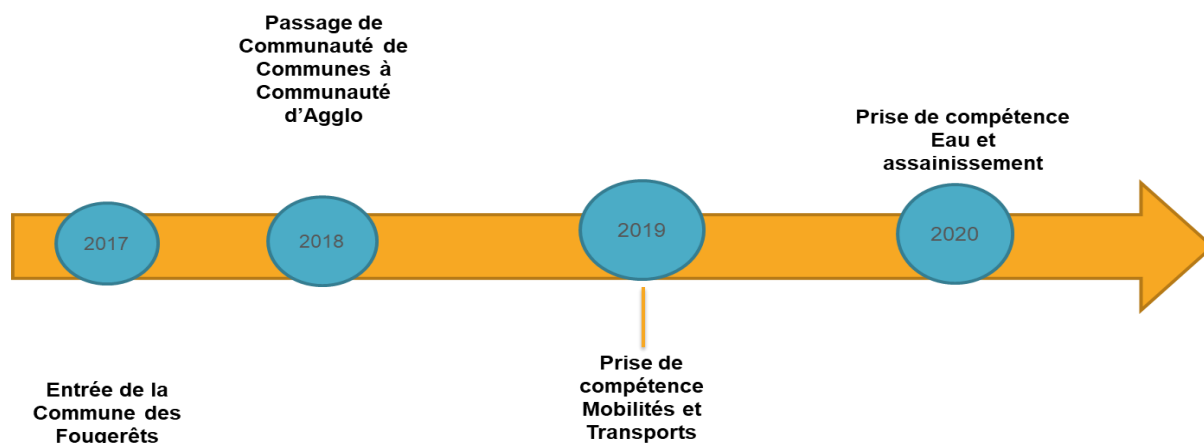 Passage de
Communauté de
Communes à
Communauté
d'Agglo
Prise de compétence
Eau et
assainissement
2017
2018
2019
2020
Entrée de la
Commune des
Fougerêts
Prise de
compétence
Mobilités et
Transports